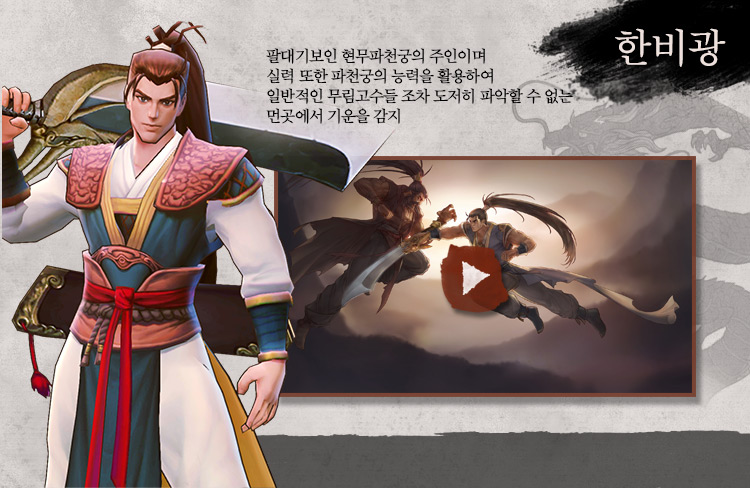 한비광
팔대기보인 현무파천궁의 주인이며
실력 또한 파천궁의 능력을 활용하여
일반적인 무림고수들 조차 도저히 파악할 수 없는
먼곳에서 기운을 감지